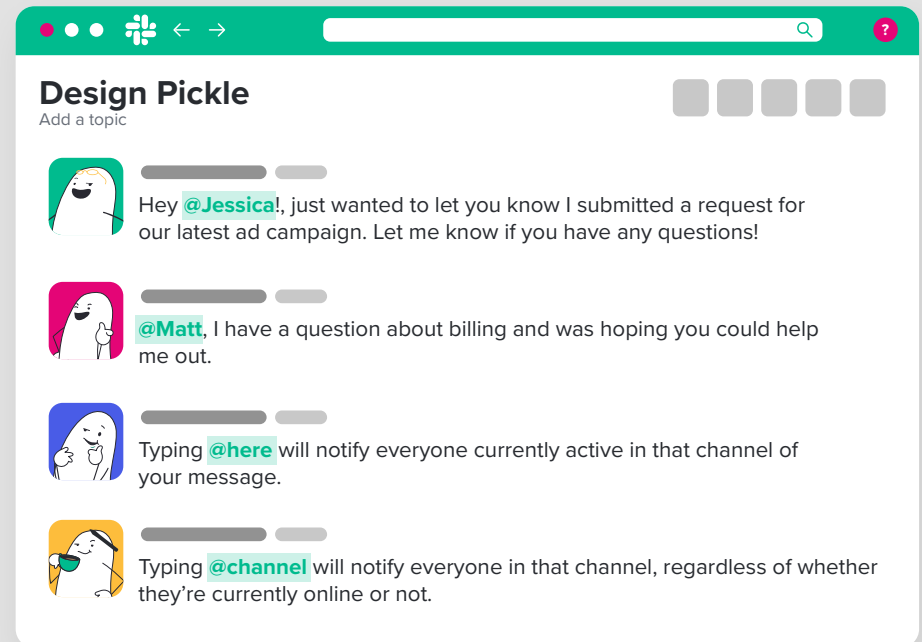 ?
Design Pickle
Add a topic
Hey @Jessica!, just wanted to let you know I submitted a request for
our latest ad campaign. Let me know if you have any questions!
@Matt, I have a question about billing and was hoping you could help
me out.
Typing @here will notify everyone currently active in that channel of
your message.
Typing @channel will notify everyone in that channel, regardless of whether
they’re currently online or not.